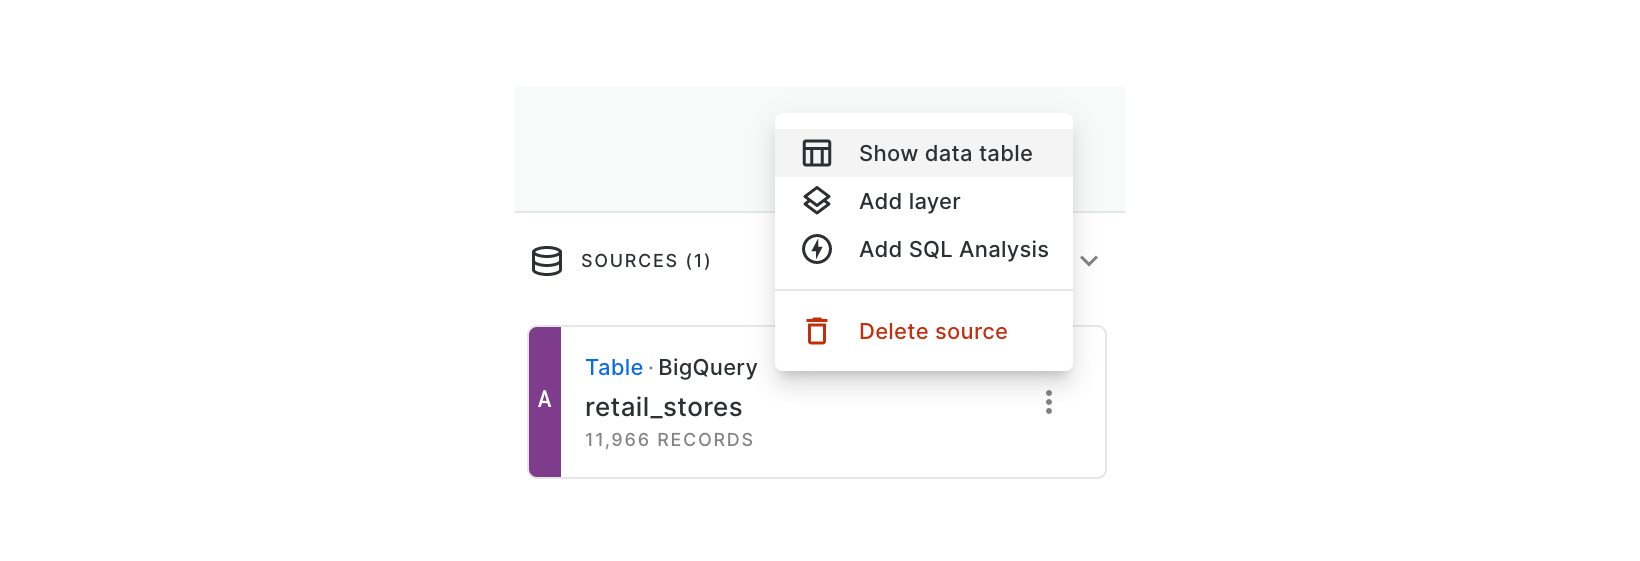 Show data table
Add layer
Add SQL Analysis
SOURCES (1)
Delete source
A
Table · BigQuery
retail_stores
11,966 RECORDS